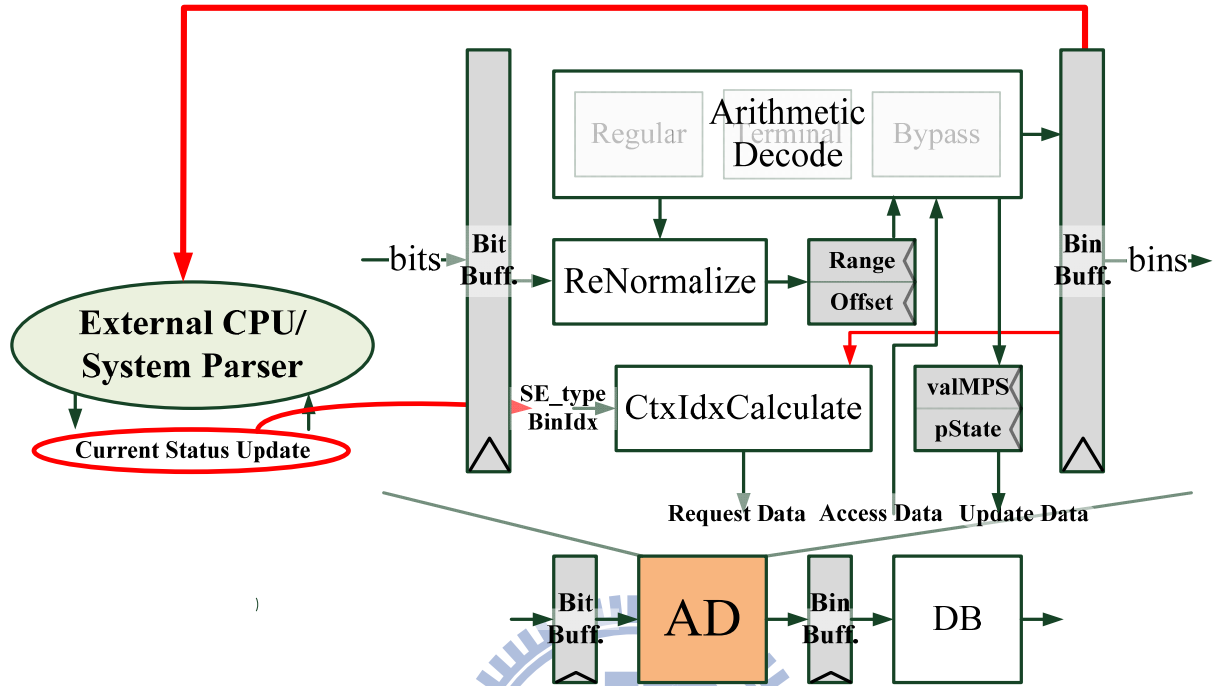 Regular
Terminal
Bypass
Arithmetic
Decode
bits
Bit
Buff.
ReNormalize
Range
Offset
Bin
Buff.
bins
External CPU/
System Parser
SE_type
BinIdx
CtxIdxCalculate
valMPS
pState
Current Status Update
Request Data
Access Data
Update Data
Bit
Buff.
AD
Bin
Buff.
DB
)